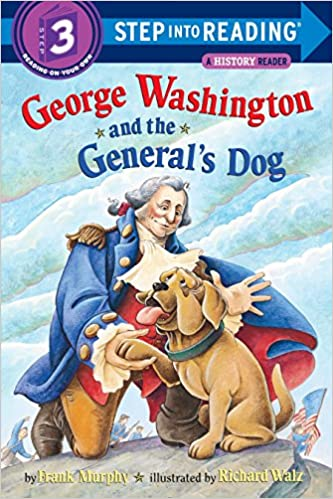 STEP 3
READING ON YOUR OWN
STEP INTO READING®
A HISTORY READER
George Washington
and the
General's Dog
by Frank Murphy ★ illustrated by Richard Walz